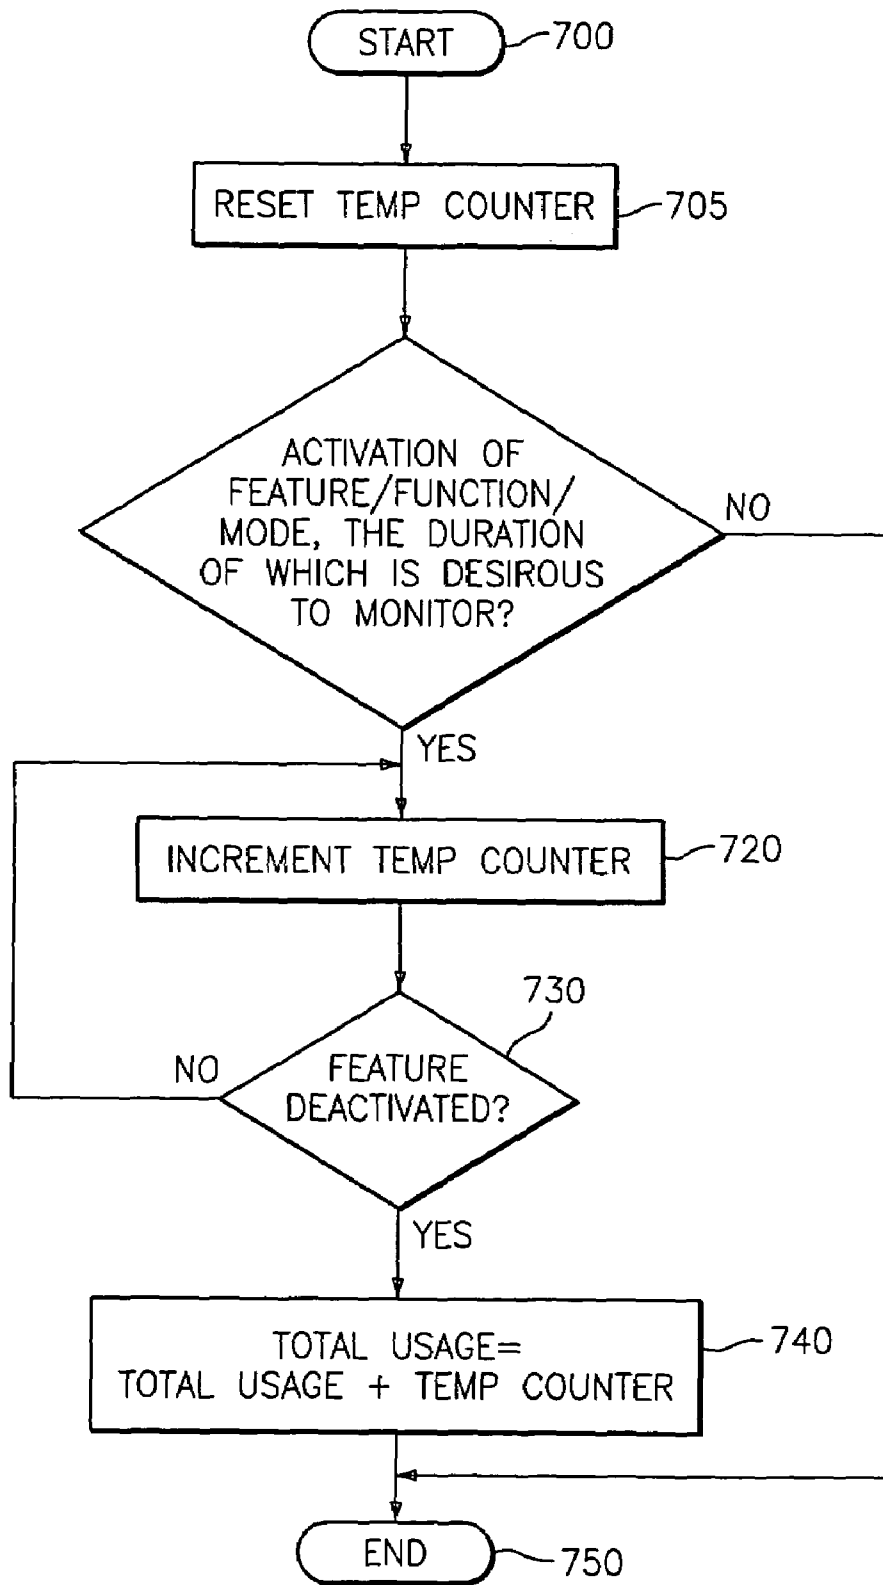 START
700
RESET TEMP COUNTER
705
ACTIVATION OF
FEATURE/FUNCTION/
MODE, THE DURATION
OF WHICH IS DESIROUS
TO MONITOR?
NO
YES
INCREMENT TEMP COUNTER
720
730
FEATURE
DEACTIVATED?
NO
YES
TOTAL USAGE=
TOTAL USAGE + TEMP COUNTER
740
END
750